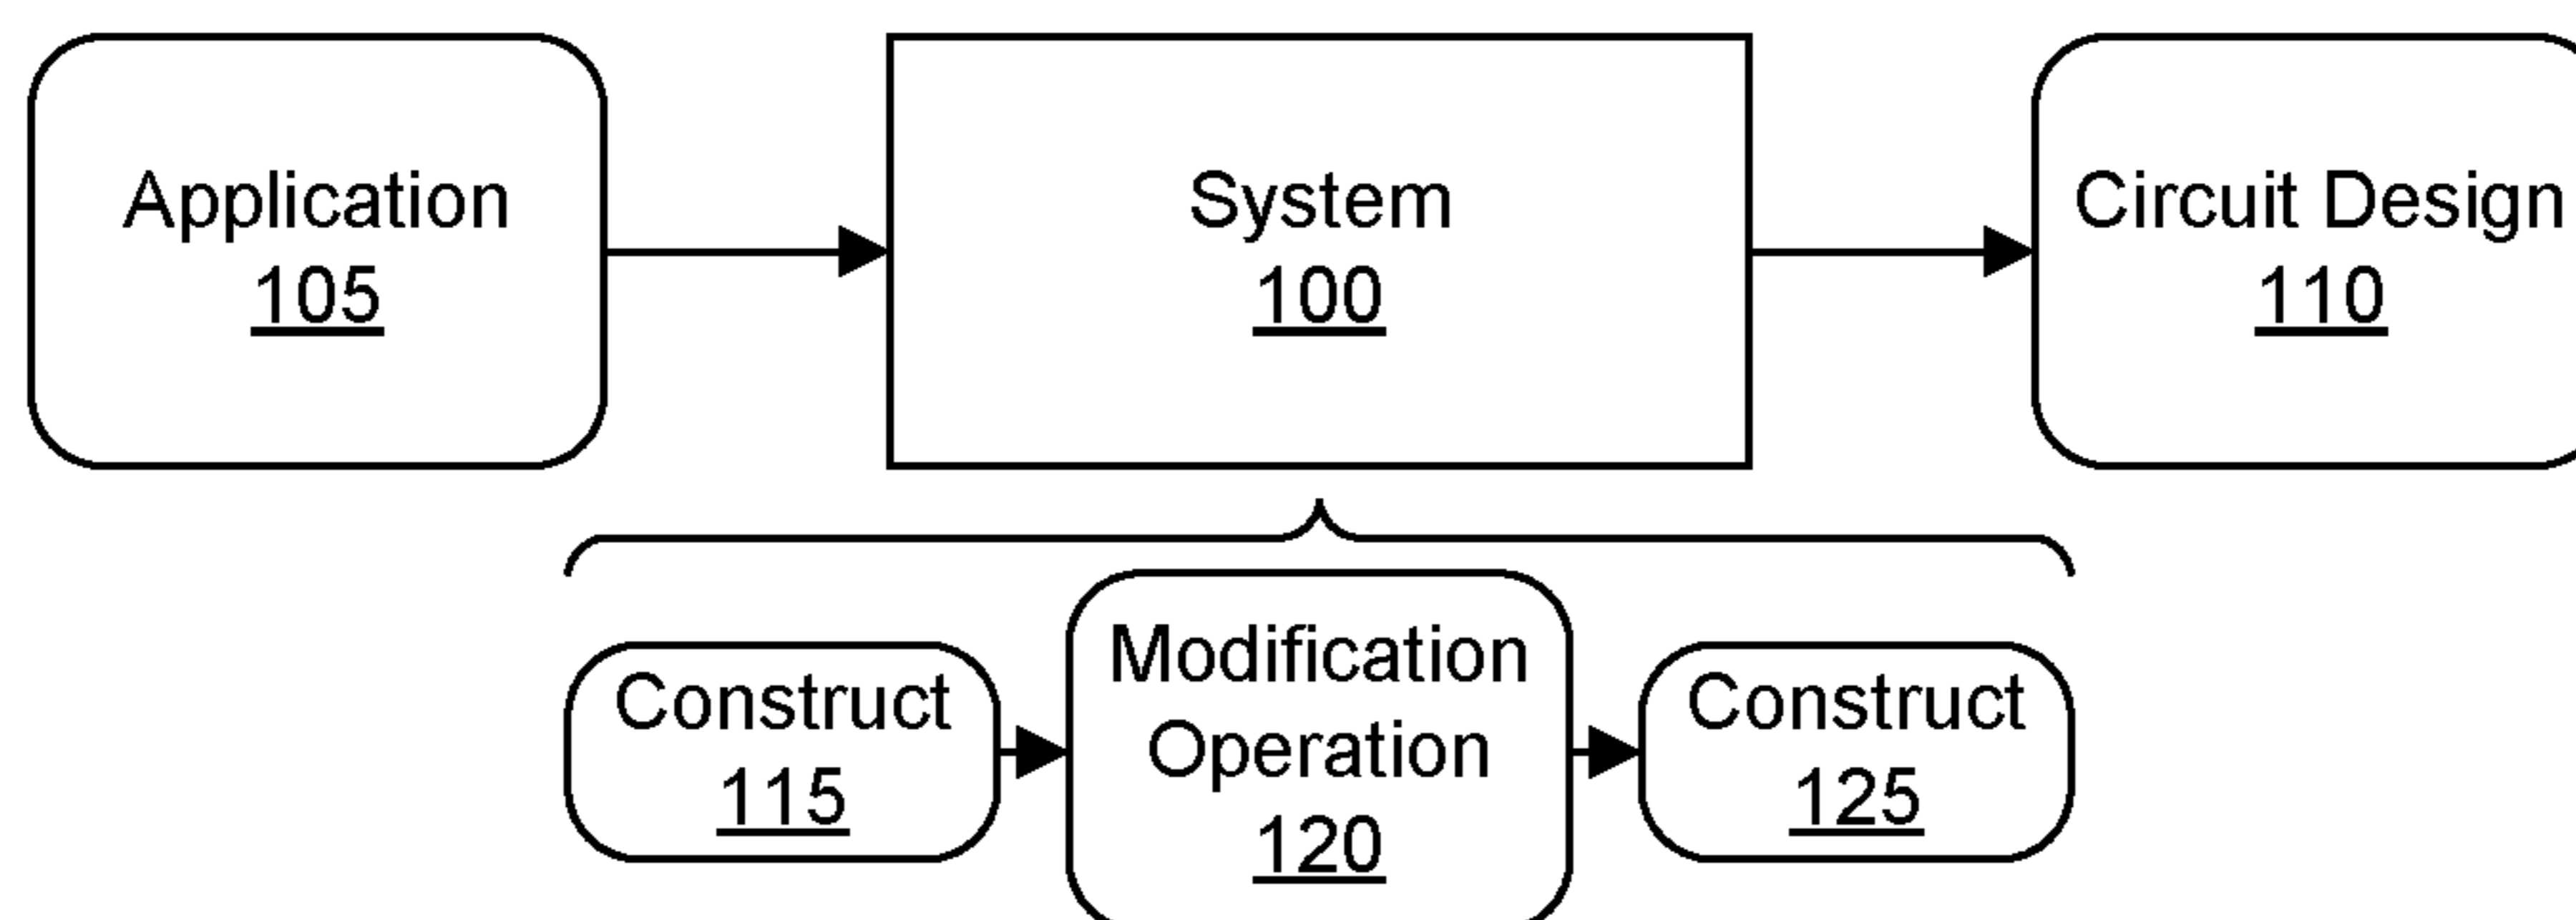 Application
105
System
100
Circuit Design
110
Construct
115
Modification
Operation
120
Construct
125